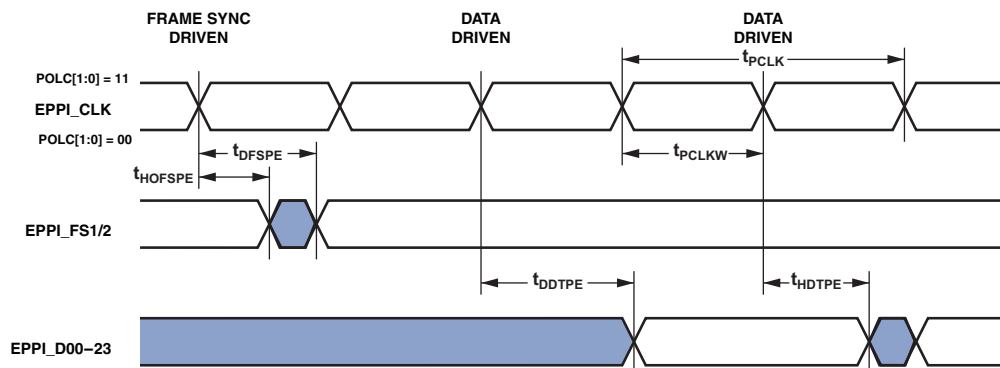 FRAME SYNC
DRIVEN
DATA
DRIVEN
DATA
DRIVEN
tPCLK
POLC[1:0] = 11
EPPI_CLK
POLC[1:0] = 00
tDFSPE
tPCLKW
tHOFSPE
EPPI_FS1/2
tDDTPE
tHDTPE
EPPI_D00–23